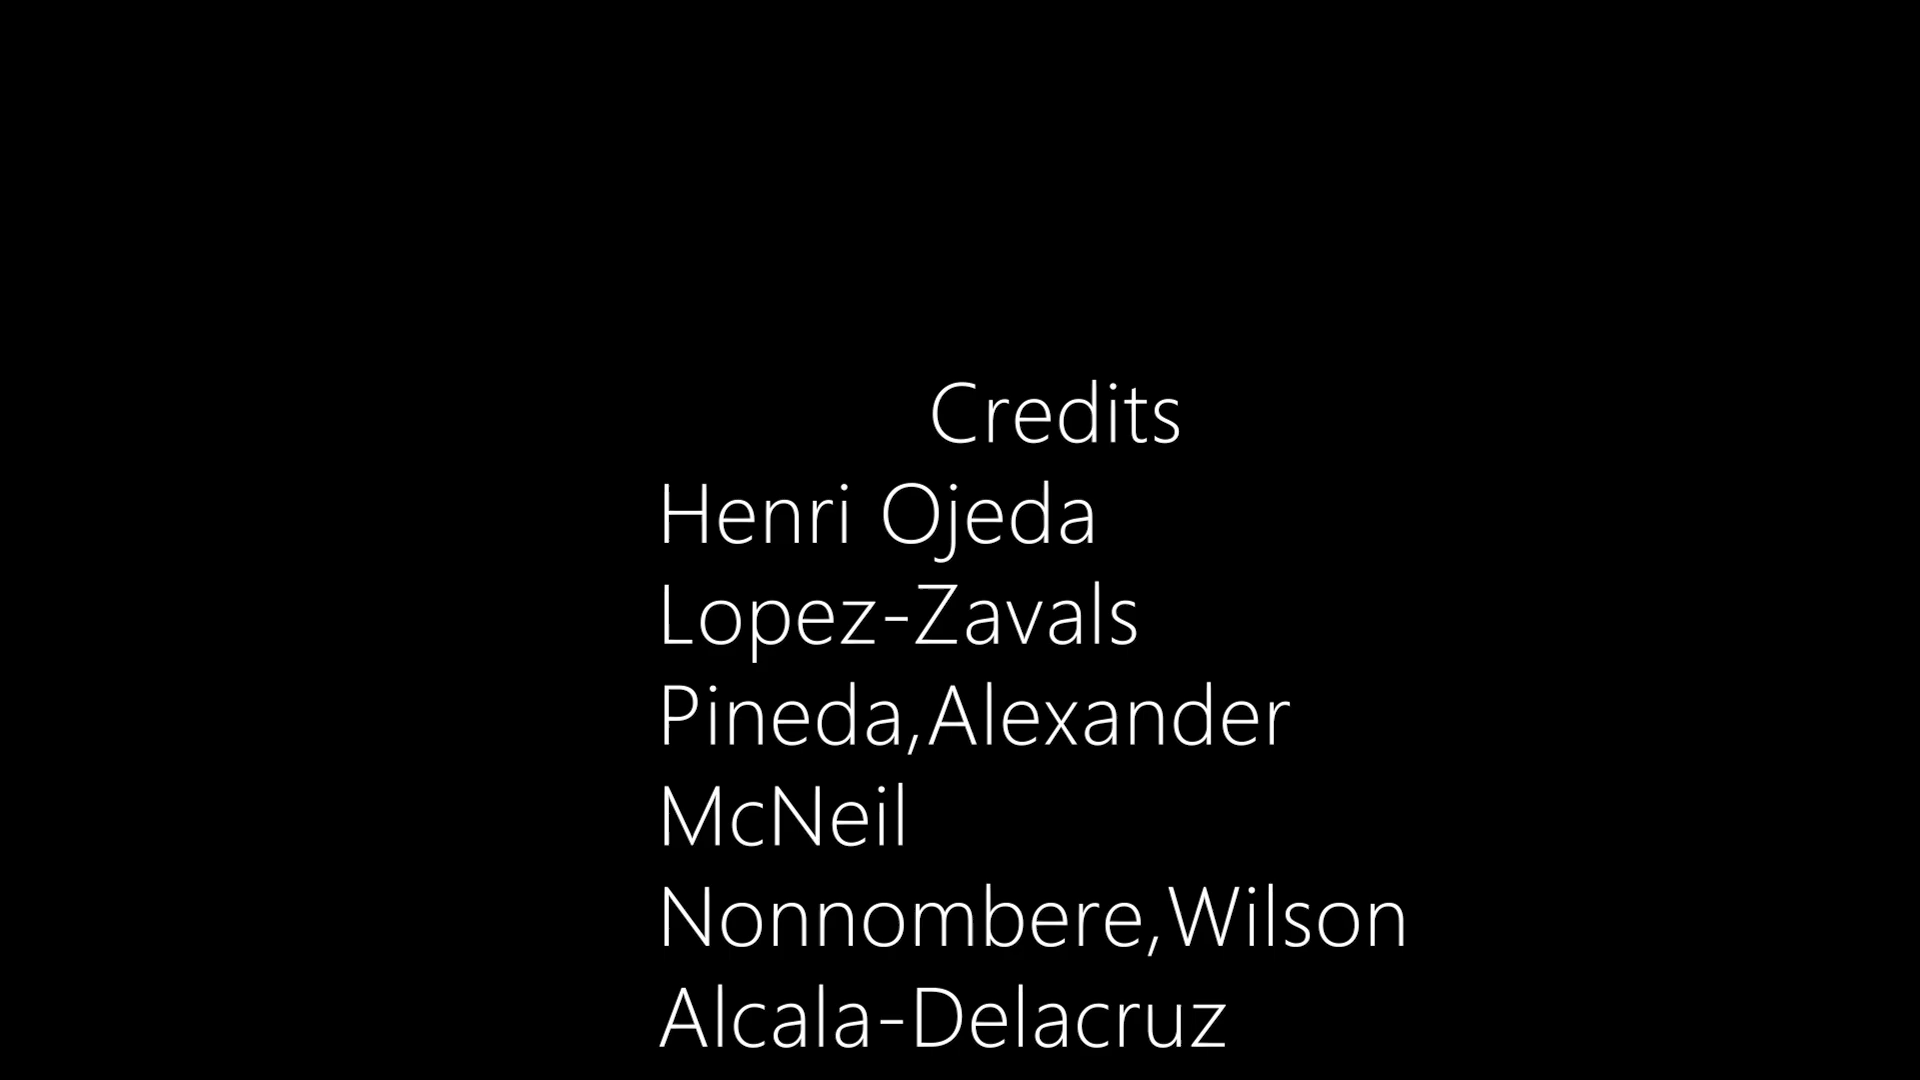 Credits
Henri Ojeda
Lopez-Zavals
Pineda,Alexander
McNeil
Nonnombere,Wilson
Alcala-Delacruz